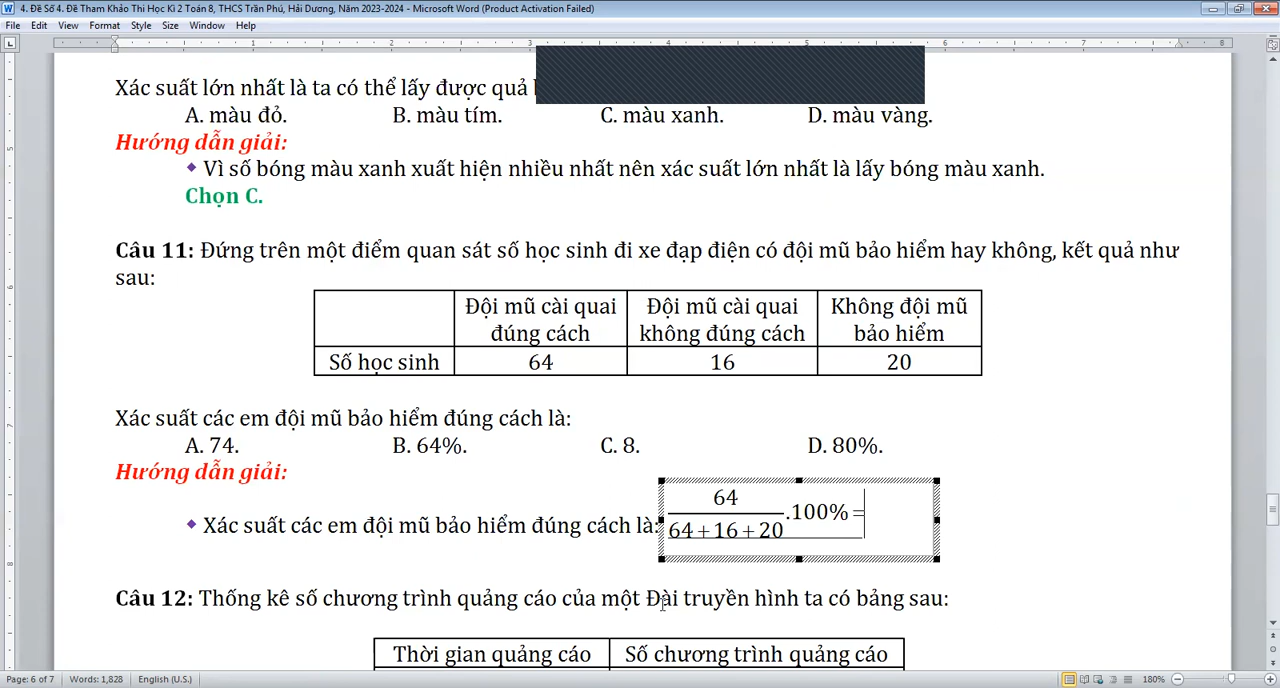 4. Đề Số 4. Đề Tham Khảo Thi Học Kì 2 Toán 8, THCS Trần Phú, Hải Dương, Năm 2023-2024 - Microsoft Word (Product Activation Failed)
File Edit View Format Style Size Window Help
1 2 3 4 5 6 7 8
Xác suất lớn nhất là ta có thể lấy được quả
A. màu đỏ. B. màu tím. C. màu xanh. D. màu vàng.
Hướng dẫn giải:
Vì số bóng màu xanh xuất hiện nhiều nhất nên xác suất lớn nhất là lấy bóng màu xanh.
Chọn C.
Câu 11: Đứng trên một điểm quan sát số học sinh đi xe đạp điện có đội mũ bảo hiểm hay không, kết quả như
sau:
Đội mũ cài quai Đội mũ cài quai Không đội mũ
đúng cách không đúng cách bảo hiểm
Số học sinh 64 16 20
Xác suất các em đội mũ bảo hiểm đúng cách là:
A. 74. B. 64%. C. 8. D. 80%.
Hướng dẫn giải:
64
Xác suất các em đội mũ bảo hiểm đúng cách là: .100% =
64 + 16 + 20
Câu 12: Thống kê số chương trình quảng cáo của một Đài truyền hình ta có bảng sau:
Thời gian quảng cáo Số chương trình quảng cáo
Page: 6 of 7 Words: 1,828 English (U.S.) 180%